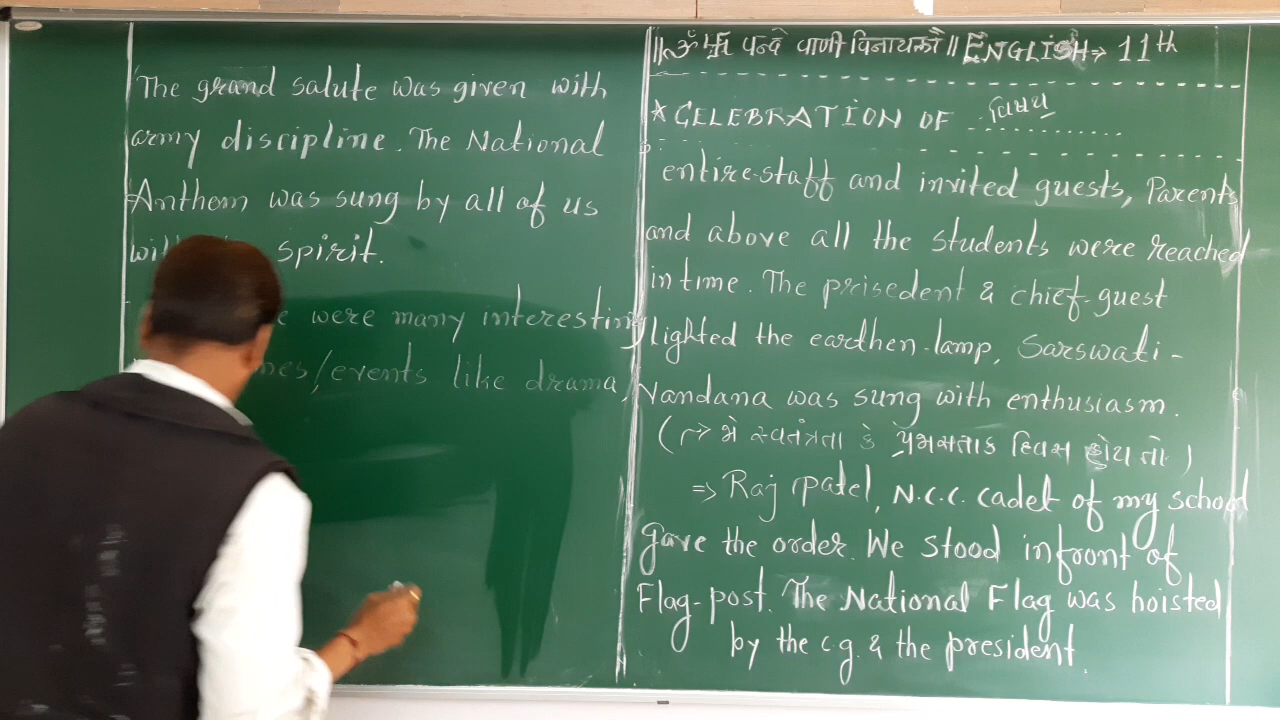 ॥ ॐ 卐 वन्दे वाणी विनायकौ ॥ ENGLISH → 11th
* CELEBRATION OF ..विषय..
entire-staff and invited guests, Parents
and above all the students were reached
in time. The prisedent & chief-guest
lighted the earthen-lamp, Sarswati-
Vandana was sung with enthusiasm.
⇒ Raj Patel, N.C.C. cadet of my school
gave the order. We stood infront of
Flag-post. The National Flag was hoisted
by the c.g. & the president.
The grand salute was given with
army discipline. The National
Anthem was sung by all of us
spirit.
were many interesting
/events like drama,